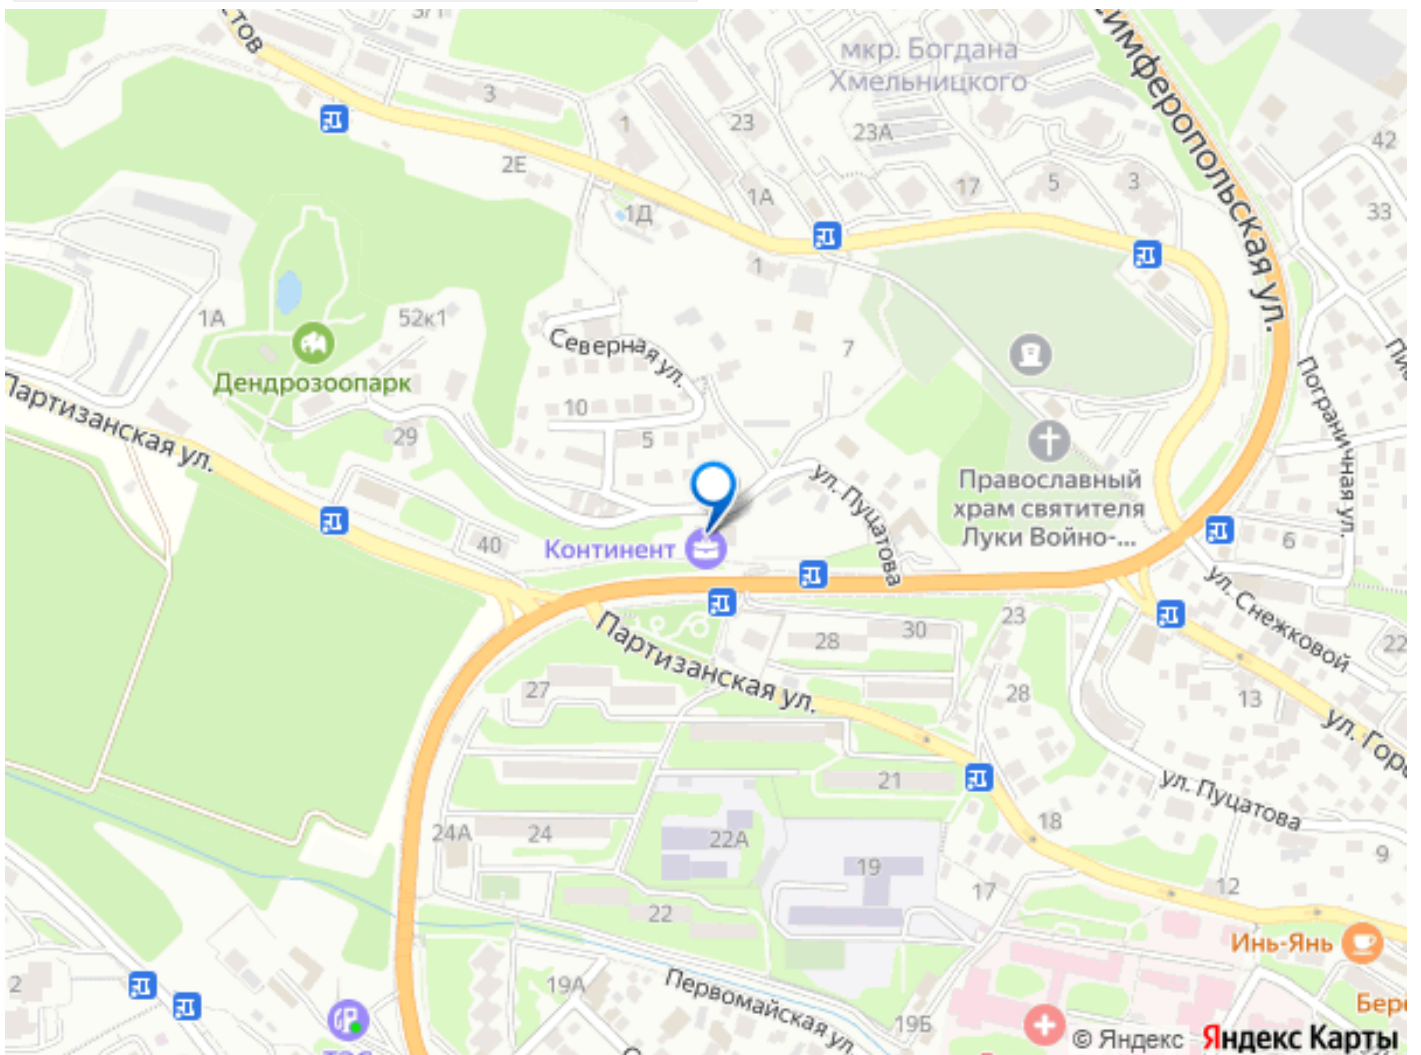 3/1
мкр. Богдана
Хмельницкого
Симферопольская ул.
3
1
23
23А
42
2Е
1А
17
5
3
33
1Д
1
1А
52к1
Северная ул.
7
Дендрозоопарк
Пограничная ул.
Партизанская ул.
10
29
5
ул. Пуцатова
Православный
храм святителя
Луки Войно-...
40
Континент
6
ул. Снежковой
23
28
30
22
Партизанская ул.
27
28
13
21
ул. Пуцатова
24А
24
22А
18
19
9
17
12
22
Инь-Янь
2
19А
Первомайская ул.
19Б
© Яндекс Яндекс Карты